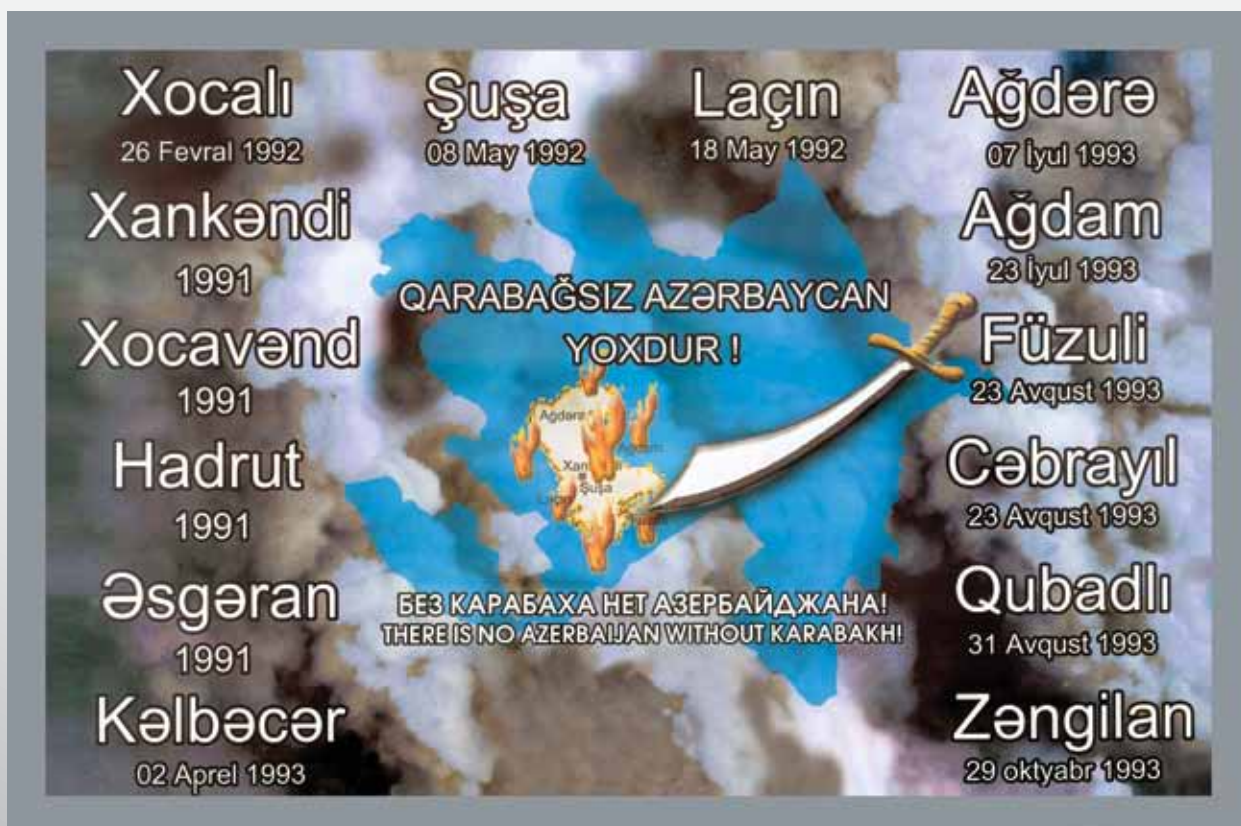 Xocalı
26 Fevral 1992
Şuşa
08 May 1992
Laçın
18 May 1992
Ağdərə
07 İyul 1993
Xankəndi
1991
Ağdam
23 İyul 1993
QARABAĞSIZ AZƏRBAYCAN
YOXDUR !
Xocavənd
1991
Füzuli
23 Avqust 1993
Ağdərə
Şuşa
Hadrut
1991
Cəbrayıl
23 Avqust 1993
Əsgəran
1991
Qubadlı
31 Avqust 1993
БЕЗ КАРАБАХА НЕТ АЗЕРБАЙДЖАНА!
THERE IS NO AZERBAIJAN WITHOUT KARABAKH!
Kəlbəcər
02 Aprel 1993
Zəngilan
29 oktyabr 1993